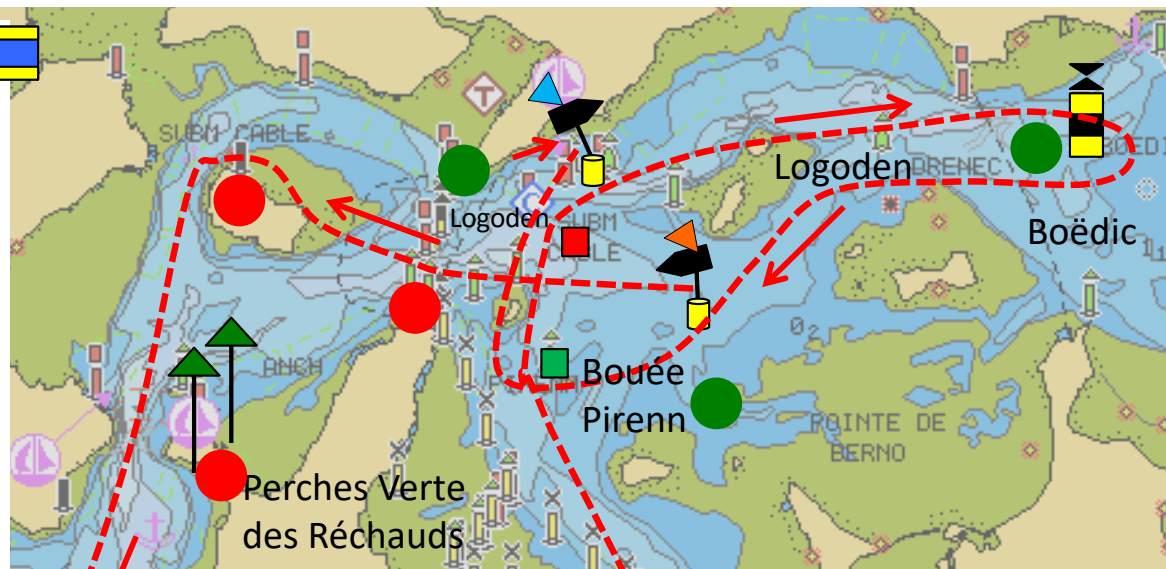 SUBM CABLE
Logoden
DRENEC
Logoden
SUBM
CABLE
Boëdic
Bouée
Pirenn
ANCH
POINTE DE
BERNO
Perches Verte
des Réchauds